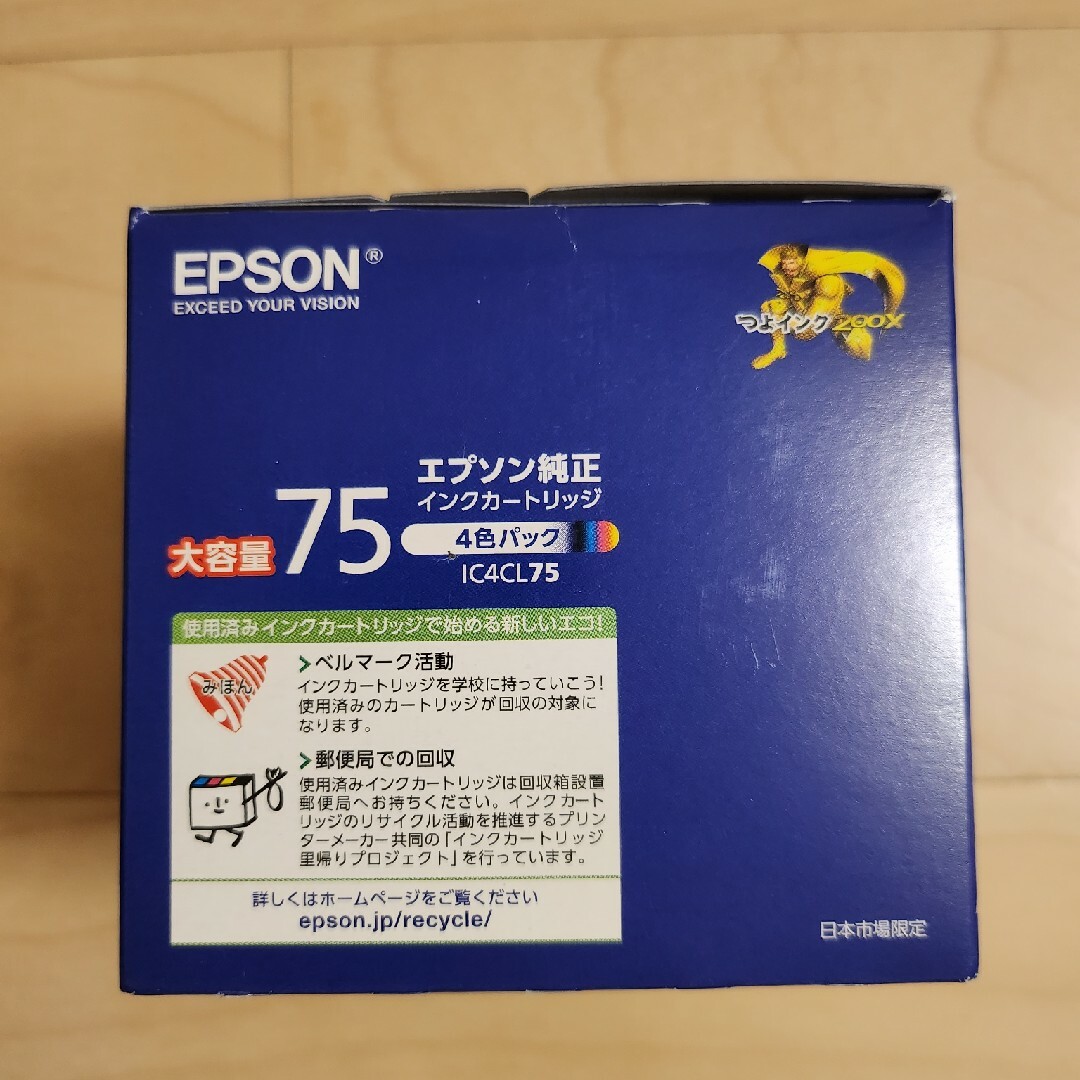 EPSON®
EXCEED YOUR VISION
つよインク200X
エプソン純正
インクカートリッジ
大容量 75
4色パック
IC4CL75
使用済みインクカートリッジで始める新しいエコ!
みほん
ベルマーク活動
インクカートリッジを学校に持っていこう!
使用済みのカートリッジが回収の対象に
なります。
郵便局での回収
使用済みインクカートリッジは回収箱設置
郵便局へお持ちください。インクカート
リッジのリサイクル活動を推進するプリン
ターメーカー共同の「インクカートリッジ
里帰りプロジェクト」を行っています。
詳しくはホームページをご覧ください
epson.jp/recycle/
日本市場限定